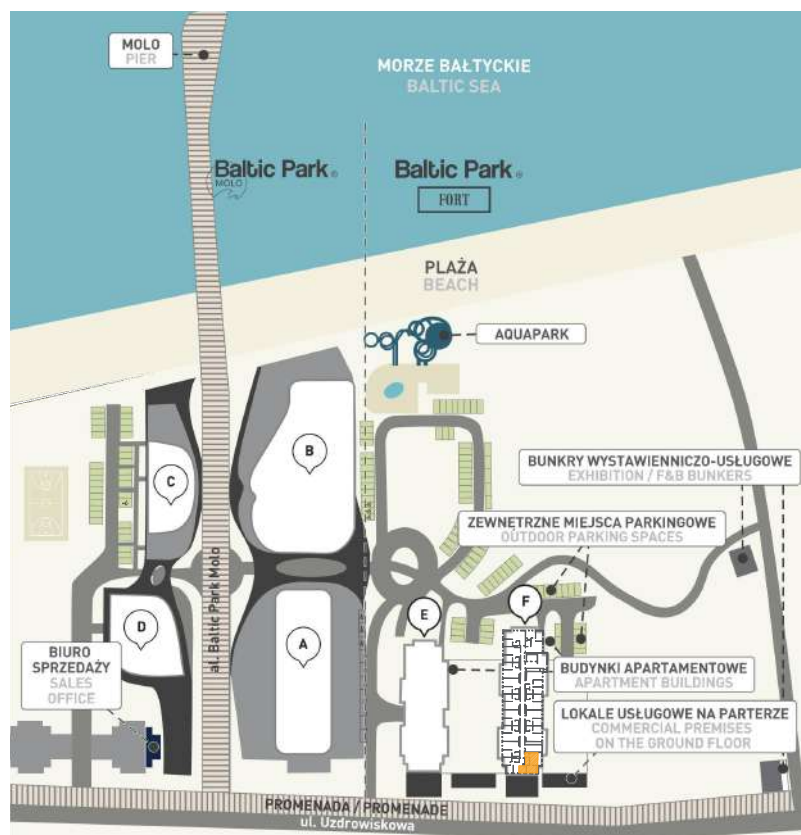 MOLO
PIER
MORZE BAŁTYCKIE
BALTIC SEA
Baltic Park®
MOLO
Baltic Park®
FORT
PLAŻA
BEACH
AQUAPARK
BUNKRY WYSTAWIENNICZO-USŁUGOWE
EXHIBITION / F&B BUNKERS
B
C
ZEWNĘTRZNE MIEJSCA PARKINGOWE
OUTDOOR PARKING SPACES
al. Baltic Park Molo
E
F
D
A
BIURO
SPRZEDAŻY
SALES
OFFICE
BUDYNKI APARTAMENTOWE
APARTMENT BUILDINGS
LOKALE USŁUGOWE NA PARTERZE
COMMERCIAL PREMISES
ON THE GROUND FLOOR
PROMENADA / PROMENADE
ul. Uzdrowiskowa